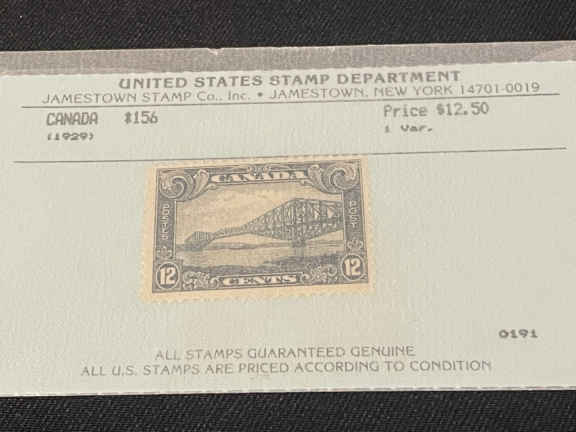 UNITED STATES STAMP DEPARTMENT
JAMESTOWN STAMP Co., Inc. • JAMESTOWN, NEW YORK 14701-0019
CANADA #156 Price $12.50
(1929) 1 Var.
CANADA
POSTES POST
12 CENTS 12
0191
ALL STAMPS GUARANTEED GENUINE
ALL U.S. STAMPS ARE PRICED ACCORDING TO CONDITION